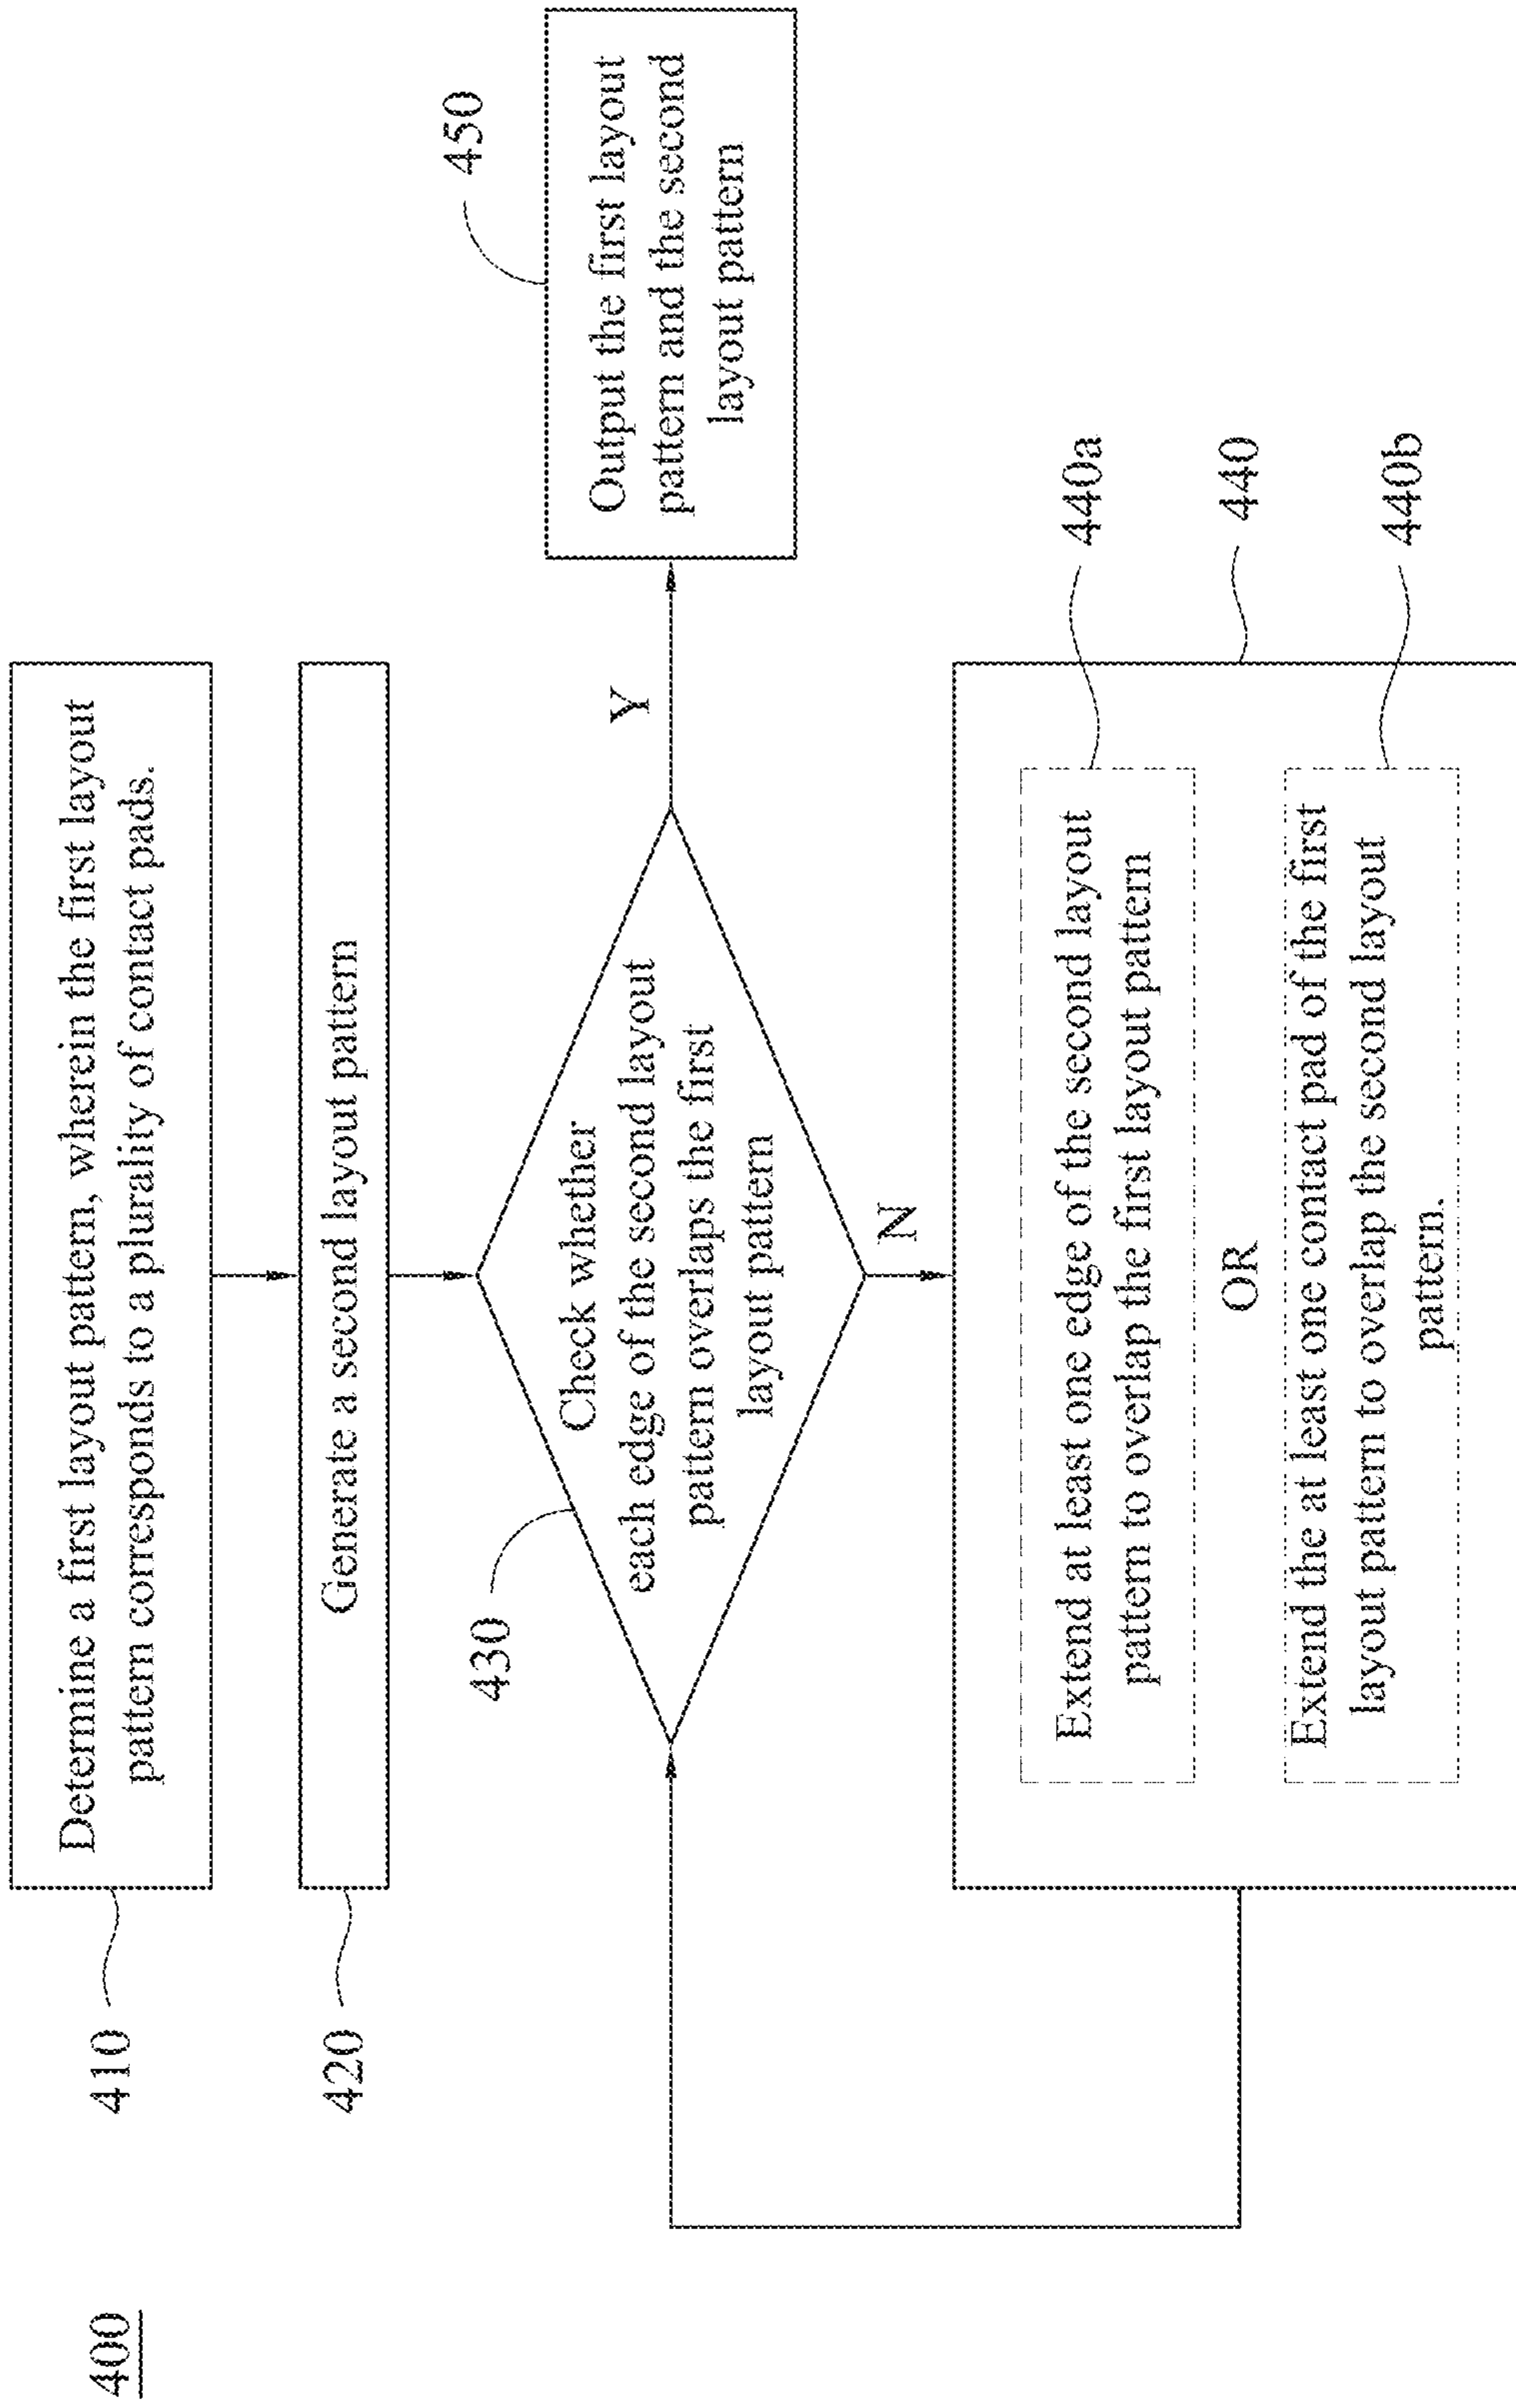 400
410
Determine a first layout pattern, wherein the first layout
pattern corresponds to a plurality of contact pads.
420
Generate a second layout pattern
430
Check whether
each edge of the second layout
pattern overlaps the first
layout pattern
Y
450
Output the first layout
pattern and the second
layout pattern
N
440a
Extend at least one edge of the second layout
pattern to overlap the first layout pattern
OR
440
440b
Extend the at least one contact pad of the first
layout pattern to overlap the second layout
pattern.